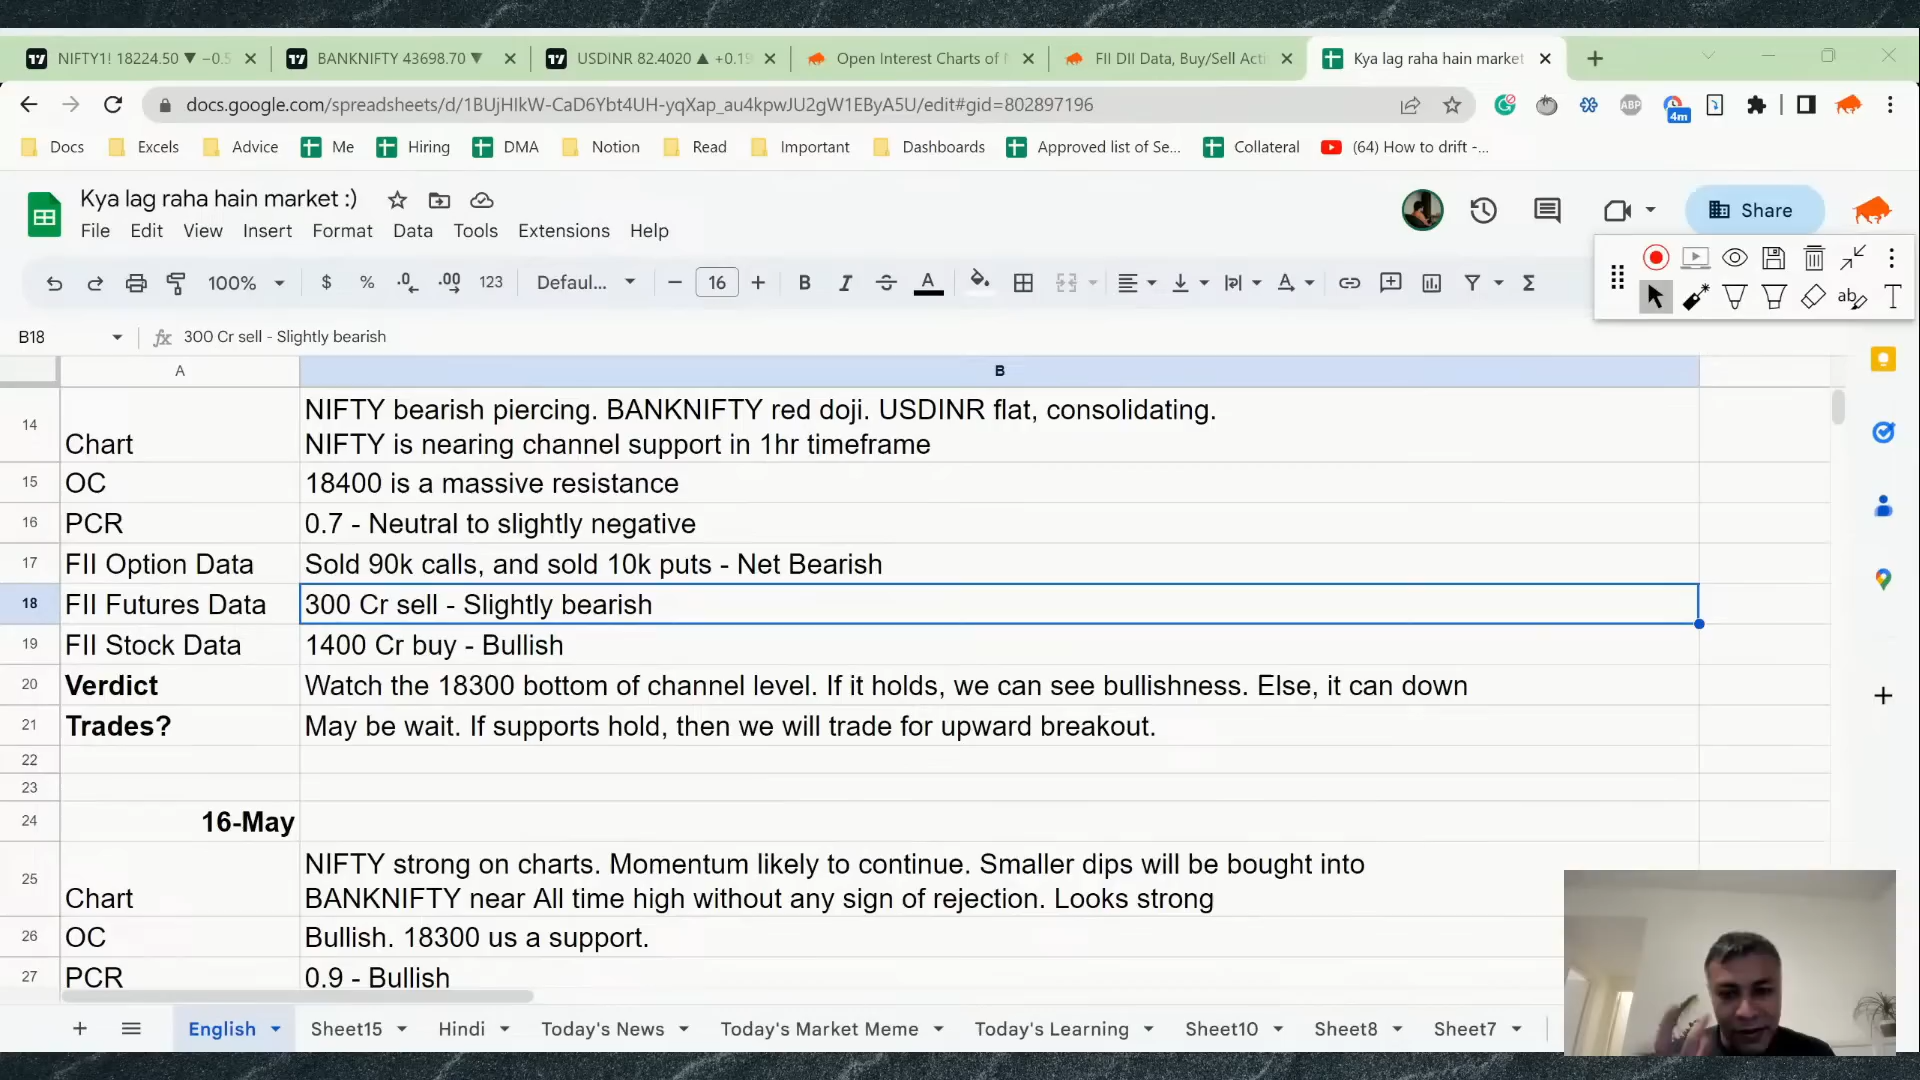 NIFTY1! 18224.50 ▼ −0.5
BANKNIFTY 43698.70 ▼
USDINR 82.4020 ▲ +0.19
Open Interest Charts of
FII DII Data, Buy/Sell Acti
Kya lag raha hain market
docs.google.com/spreadsheets/d/1BUjHIkW-CaD6Ybt4UH-yqXap_au4kpwJU2gW1EByA5U/edit#gid=802897196
ABP
4m
Docs
Excels
Advice
Me
Hiring
DMA
Notion
Read
Important
Dashboards
Approved list of Se...
Collateral
(64) How to drift -...
Kya lag raha hain market :)
File Edit View Insert Format Data Tools Extensions Help
Share
100% $ % .0 .00 123 Defaul... 16 B I A
B18
fx 300 Cr sell - Slightly bearish
A B
14 Chart NIFTY bearish piercing. BANKNIFTY red doji. USDINR flat, consolidating.
NIFTY is nearing channel support in 1hr timeframe
15 OC 18400 is a massive resistance
16 PCR 0.7 - Neutral to slightly negative
17 FII Option Data Sold 90k calls, and sold 10k puts - Net Bearish
18 FII Futures Data 300 Cr sell - Slightly bearish
19 FII Stock Data 1400 Cr buy - Bullish
20 Verdict Watch the 18300 bottom of channel level. If it holds, we can see bullishness. Else, it can down
21 Trades? May be wait. If supports hold, then we will trade for upward breakout.
22
23
24 16-May
25 Chart NIFTY strong on charts. Momentum likely to continue. Smaller dips will be bought into
BANKNIFTY near All time high without any sign of rejection. Looks strong
26 OC Bullish. 18300 us a support.
27 PCR 0.9 - Bullish
English Sheet15 Hindi Today's News Today's Market Meme Today's Learning Sheet10 Sheet8 Sheet7